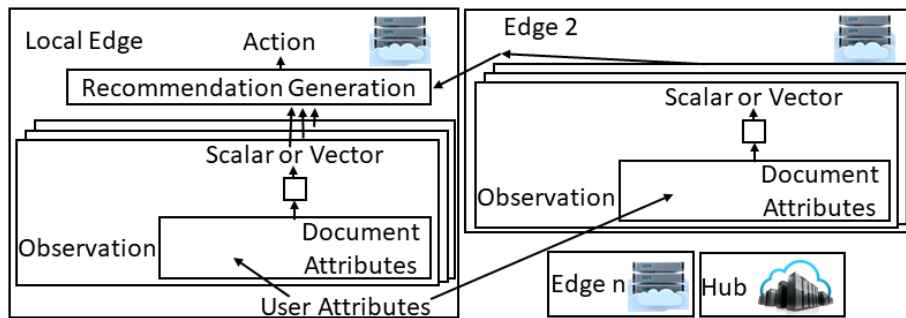 Local Edge
Action
Recommendation Generation
Scalar or Vector
Observation
Document
Attributes
User Attributes
Edge 2
Scalar or Vector
Observation
Document
Attributes
Edge n
Hub